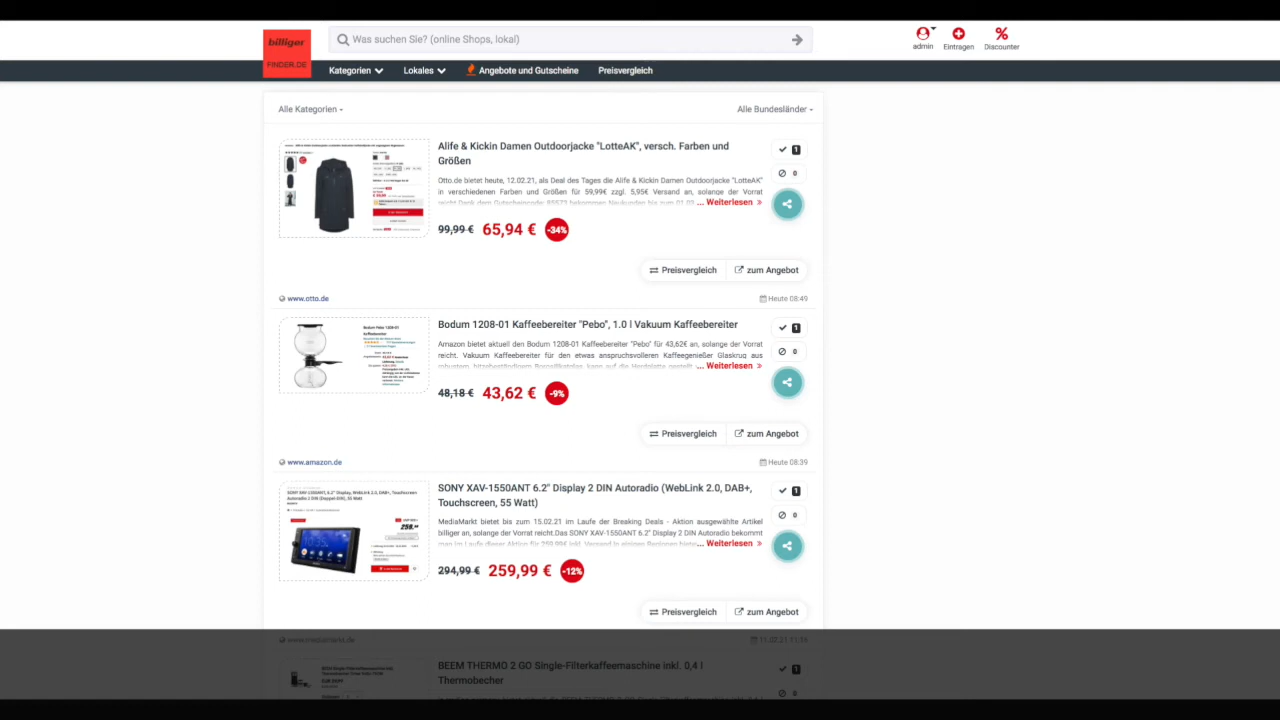 billiger
FINDER.DE
Was suchen Sie? (online Shops, lokal)
admin
Eintragen
Discounter
Kategorien
Lokales
Angebote und Gutscheine
Preisvergleich
Alle Kategorien
Alle Bundesländer
Alife & Kickin Damen Outdoorjacke "LotteAK", versch. Farben und
Größen
Otto.de bietet heute, 12.02.21, als Deal des Tages die Alife & Kickin Damen Outdoorjacke "LotteAK"
in verschiedenen Farben und Größen für 59,99€ zzgl. 5,95€ Versand an, solange der Vorrat
... Weiterlesen »
1
0
99,99 € 65,94 € -34%
Preisvergleich
zum Angebot
www.otto.de
Heute 08:49
Bodum 1208-01 Kaffeebereiter "Pebo", 1.0 l Vakuum Kaffeebereiter
Amazon bietet aktuell den Bodum 1208-01 Kaffeebereiter "Pebo" für 43,62€ an, solange der Vorrat
reicht. Vakuum Kaffeebereiter für den etwas anspruchsvolleren Kaffeegenießer Glaskrug aus
... Weiterlesen »
1
0
48,18 € 43,62 € -9%
Preisvergleich
zum Angebot
www.amazon.de
Heute 08:39
SONY XAV-1550ANT 6.2" Display 2 DIN Autoradio (WebLink 2.0, DAB+,
Touchscreen, 55 Watt)
MediaMarkt bietet bis zum 15.02.21 im Laufe der Breaking Deals - Aktion ausgewählte Artikel
billiger an, solange der Vorrat reicht.Das SONY XAV-1550ANT 6.2" Display 2 DIN Autoradio bekommt
... Weiterlesen »
1
0
294,99 € 259,99 € -12%
Preisvergleich
zum Angebot
www.mediamarkt.de
11.02.21 11:39
BEEM THERMO 2 GO Single-Filterkaffeemaschine inkl. 0,4 l
Thermobecher
1
0